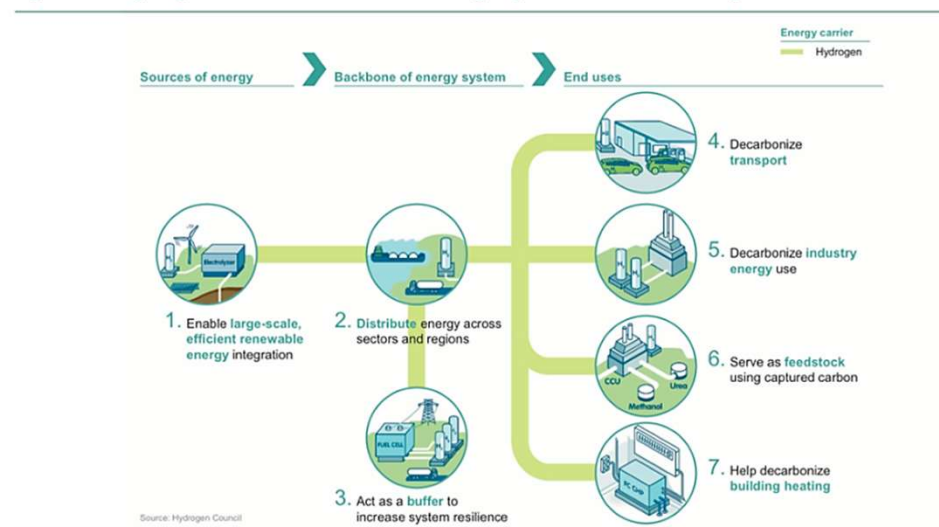 Energy carrier
Hydrogen
Sources of energy
Backbone of energy system
End uses
4. Decarbonize
transport
Electrolyser
5. Decarbonize industry
energy use
1. Enable large-scale,
efficient renewable
energy integration
2. Distribute energy across
sectors and regions
CCU
Urea
Methanol
6. Serve as feedstock
using captured carbon
FUEL CELL
3. Act as a buffer to
increase system resilience
FC CHP
7. Help decarbonize
building heating
Source: Hydrogen Council